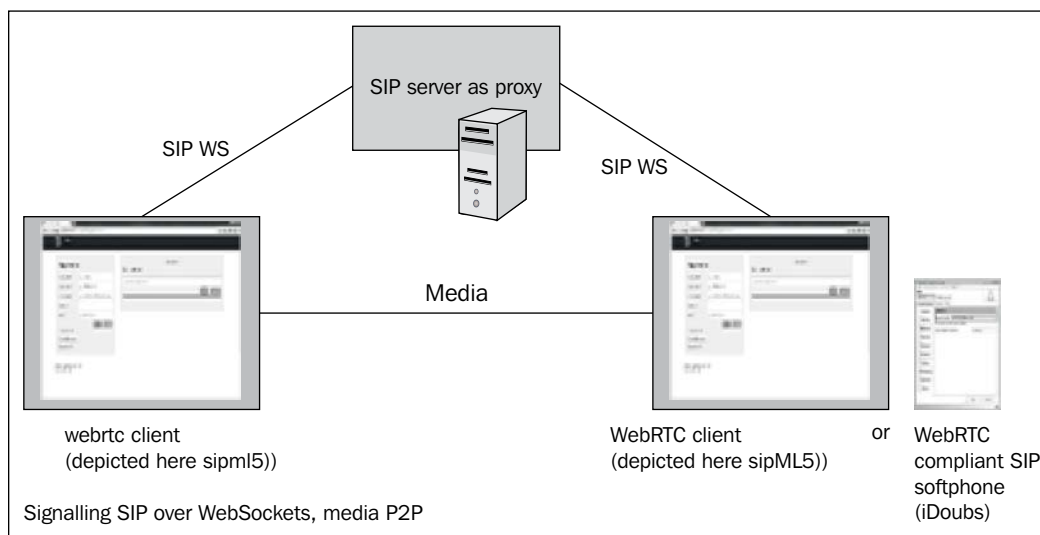 SIP server as proxy
SIP WS
SIP WS
Media
webrtc client
(depicted here sipml5))
WebRTC client
(depicted here sipML5))
or
WebRTC
compliant SIP
softphone
(iDoubs)
Signalling SIP over WebSockets, media P2P